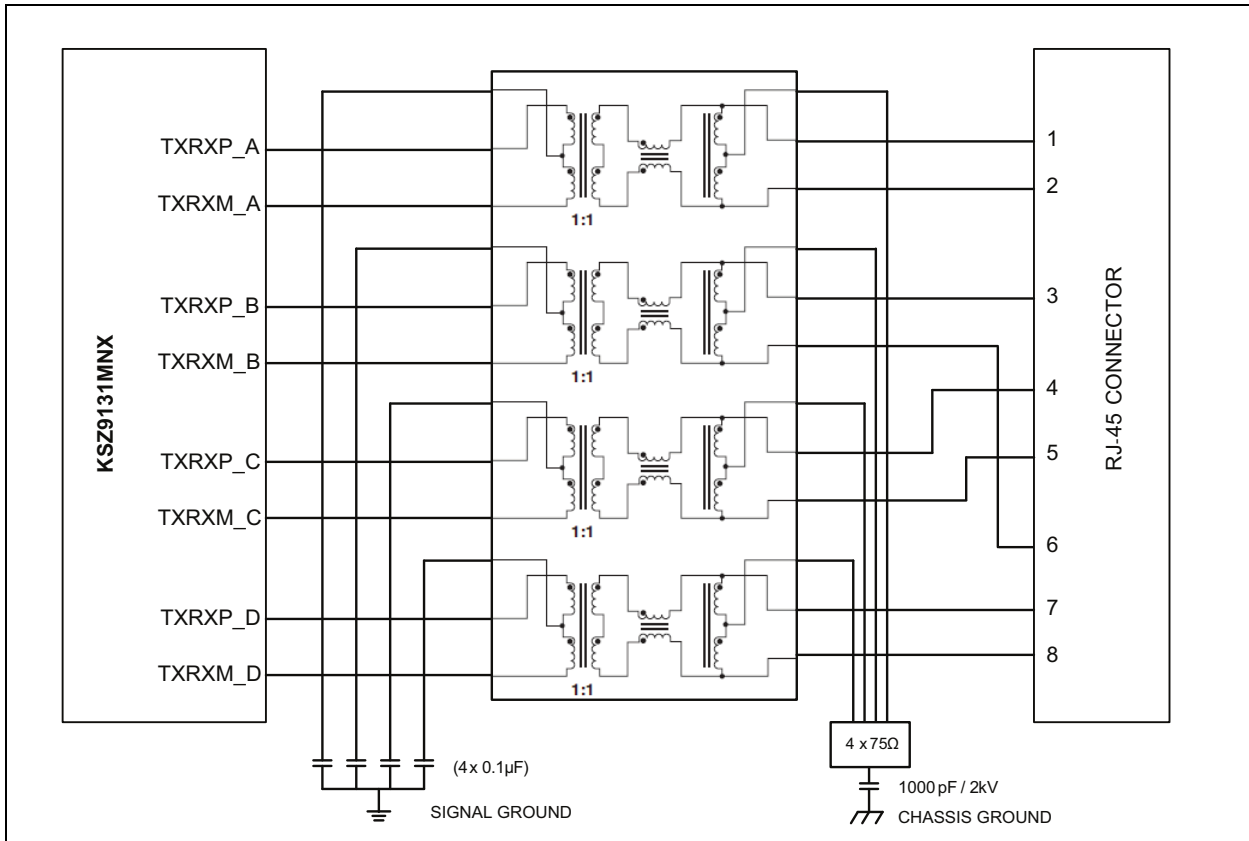 KSZ9131MNX
TXRXP_A
TXRXM_A
TXRXP_B
TXRXM_B
TXRXP_C
TXRXM_C
TXRXP_D
TXRXM_D
1:1
1:1
1:1
1:1
(4 x 0.1µF)
SIGNAL GROUND
4 x 75Ω
1000 pF / 2kV
CHASSIS GROUND
1
2
3
4
5
6
7
8
RJ-45 CONNECTOR